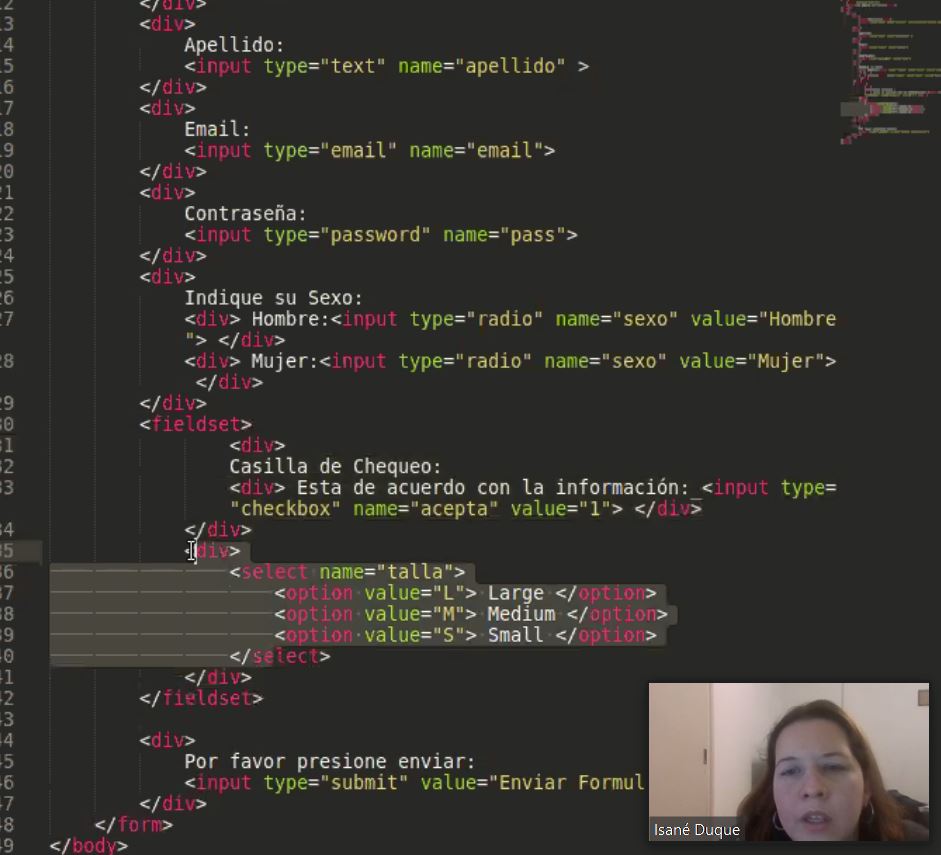 12 </div>
13 <div>
14 Apellido:
15 <input type="text" name="apellido" >
16 </div>
17 <div>
18 Email:
19 <input type="email" name="email">
20 </div>
21 <div>
22 Contraseña:
23 <input type="password" name="pass">
24 </div>
25 <div>
26 Indique su Sexo:
27 <div> Hombre:<input type="radio" name="sexo" value="Hombre
"> </div>
28 <div> Mujer:<input type="radio" name="sexo" value="Mujer">
</div>
29 </div>
30 <fieldset>
31 <div>
32 Casilla de Chequeo:
33 <div> Esta de acuerdo con la información:_<input type=
"checkbox" name="acepta" value="1"> </div>
34 </div>
35 <div>
36 <select name="talla">
37 <option value="L"> Large </option>
38 <option value="M"> Medium </option>
39 <option value="S"> Small </option>
40 </select>
41 </div>
42 </fieldset>
43
44 <div>
45 Por favor presione enviar:
46 <input type="submit" value="Enviar Formul
47 </div>
48 </form>
49 </body>
Isané Duque